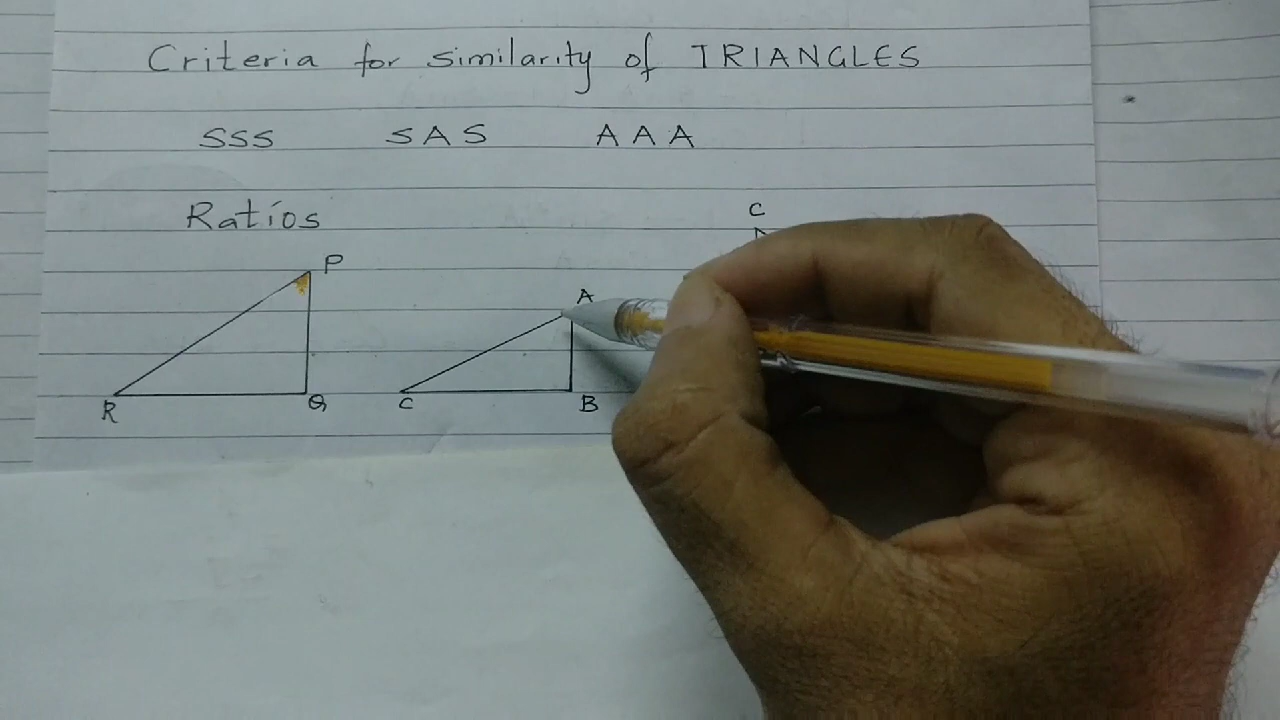 Criteria for similarity of TRIANGLES
SSS SAS AAA
Ratios
C
P
A
R Q C B